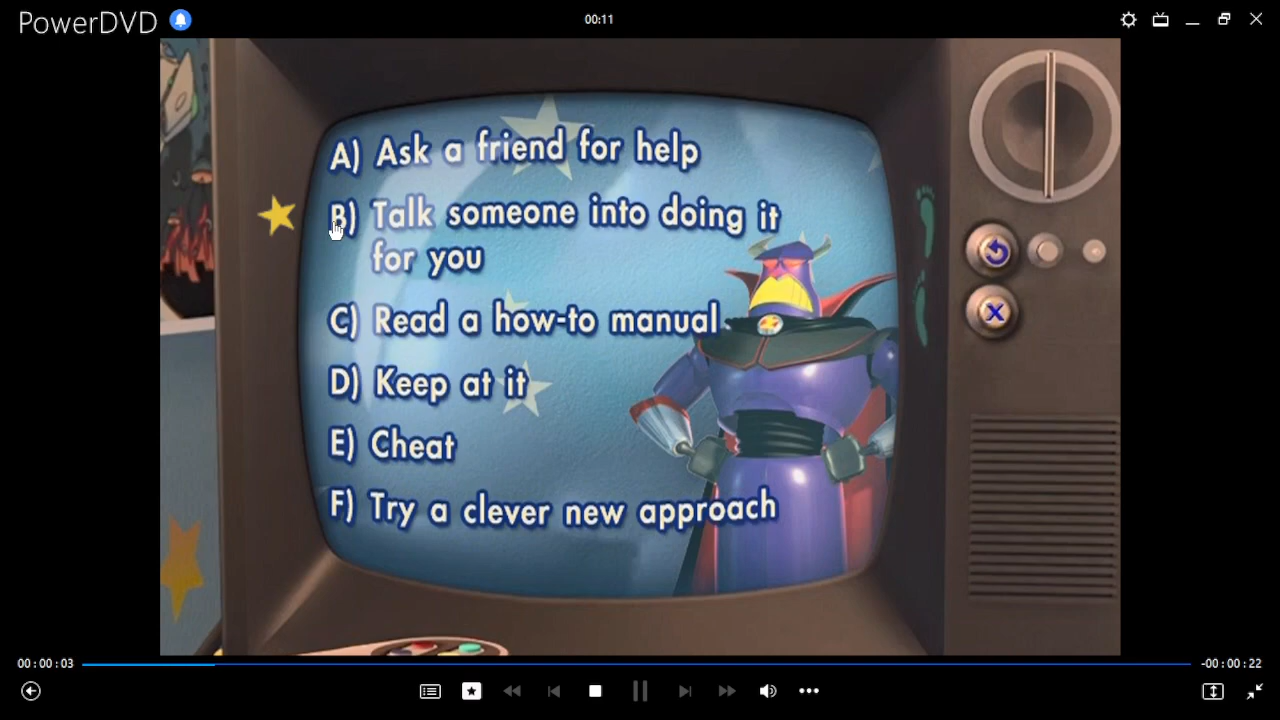 PowerDVD
00:11
A) Ask a friend for help
B) Talk someone into doing it
for you
C) Read a how-to manual
D) Keep at it
E) Cheat
F) Try a clever new approach
X
00:00:03
-00:00:22